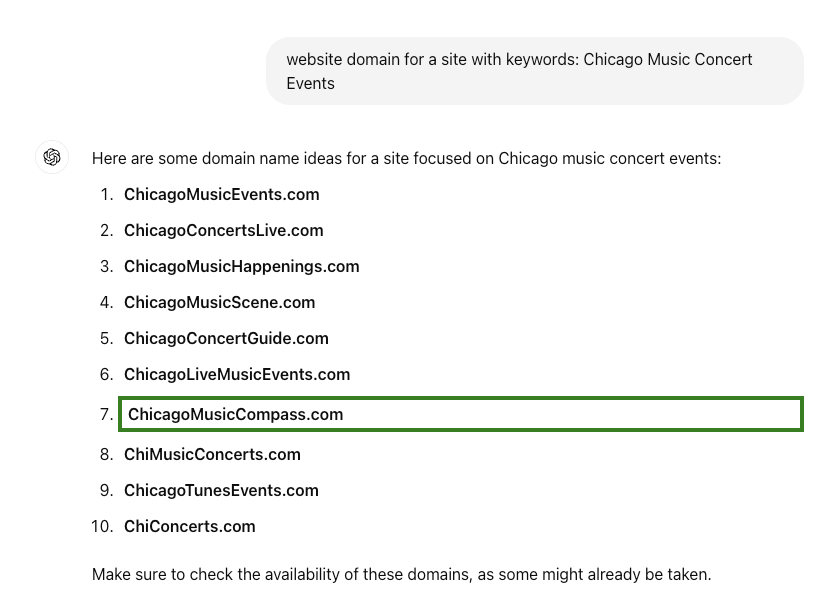 website domain for a site with keywords: Chicago Music Concert
Events
Here are some domain name ideas for a site focused on Chicago music concert events:
1. ChicagoMusicEvents.com
2. ChicagoConcertsLive.com
3. ChicagoMusicHappenings.com
4. ChicagoMusicScene.com
5. ChicagoConcertGuide.com
6. ChicagoLiveMusicEvents.com
7. ChicagoMusicCompass.com
8. ChiMusicConcerts.com
9. ChicagoTunesEvents.com
10. ChiConcerts.com
Make sure to check the availability of these domains, as some might already be taken.